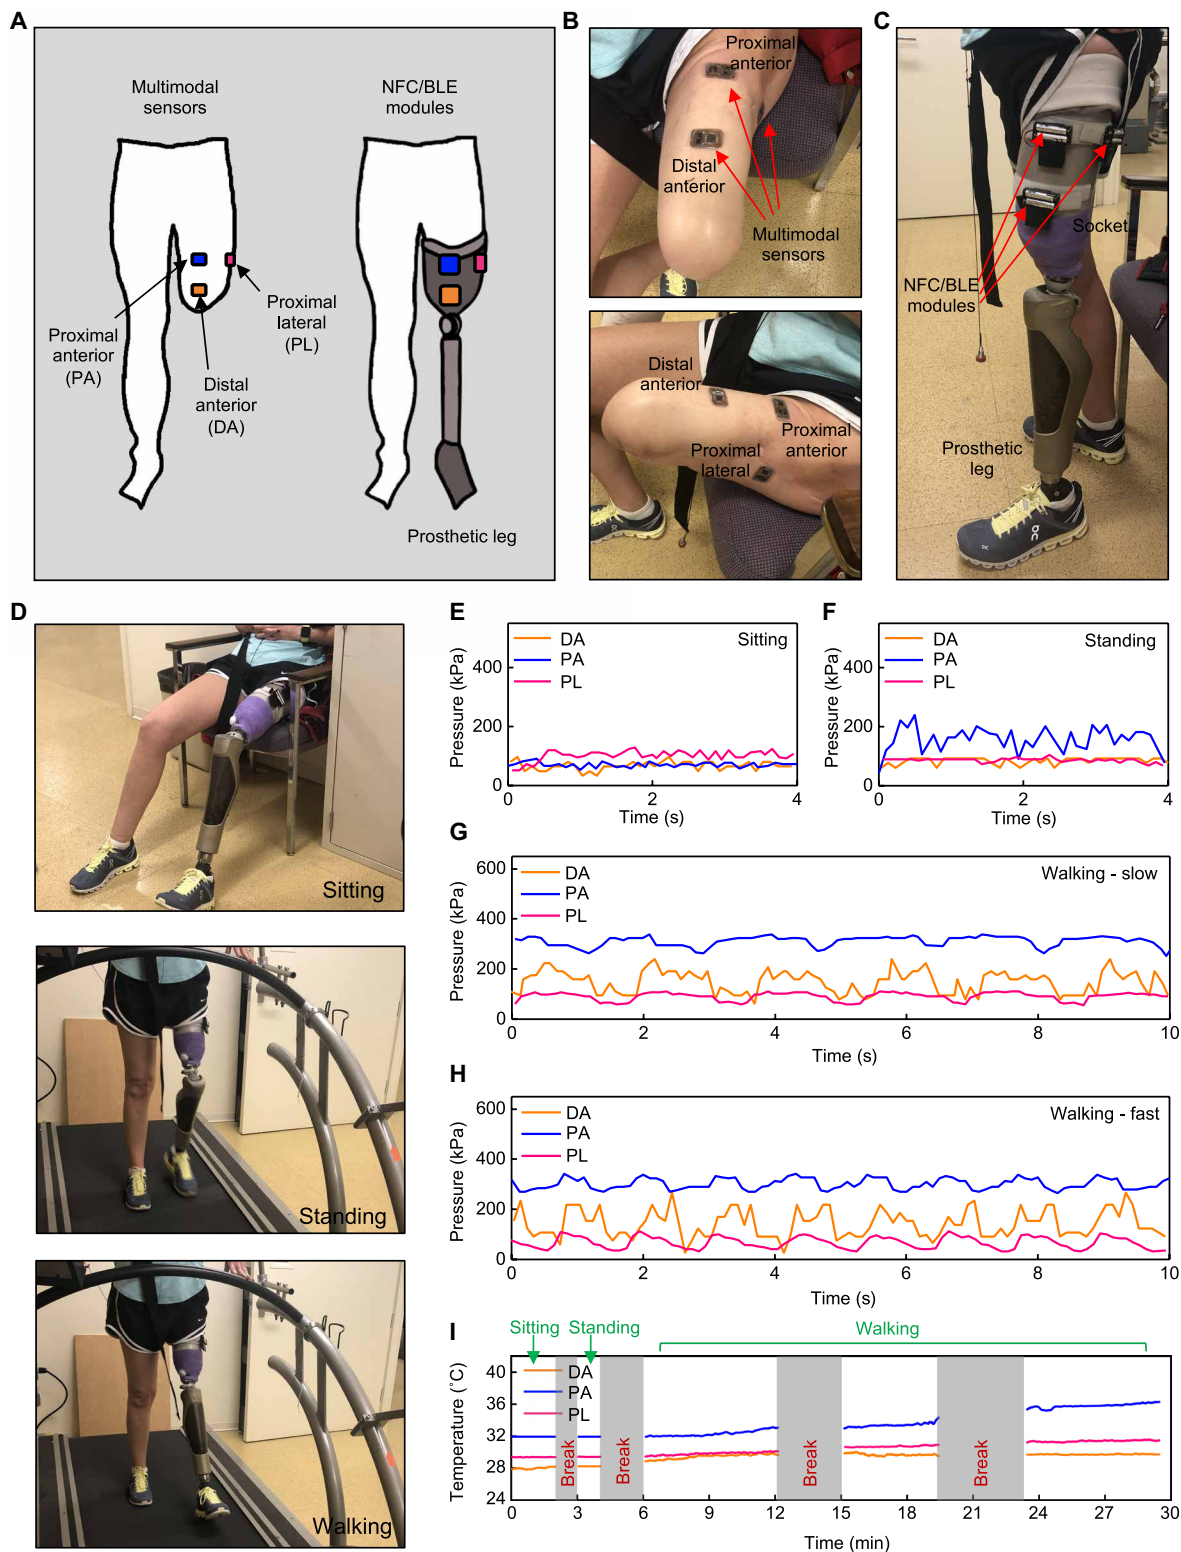 A
Multimodal
sensors
NFC/BLE
modules
Proximal
anterior
(PA)
Distal
anterior
(DA)
Proximal
lateral
(PL)
Prosthetic leg
B
Proximal
anterior
Distal
anterior
Multimodal
sensors
Distal
anterior
Proximal
anterior
Proximal
lateral
C
Socket
NFC/BLE
modules
Prosthetic
leg
D
Sitting
Standing
Walking
E
DA
PA
PL
Sitting
Pressure (kPa)
400
200
0
0 2 4
Time (s)
F
DA
PA
PL
Standing
Pressure (kPa)
400
200
0
0 2 4
Time (s)
G
DA
PA
PL
Walking - slow
Pressure (kPa)
600
400
200
0
0 2 4 6 8 10
Time (s)
H
DA
PA
PL
Walking - fast
Pressure (kPa)
600
400
200
0
0 2 4 6 8 10
Time (s)
I
Sitting Standing Walking
DA
PA
PL
Break
Break
Break
Break
Temperature (˚C)
40
36
32
28
24
0 3 6 9 12 15 18 21 24 27 30
Time (min)